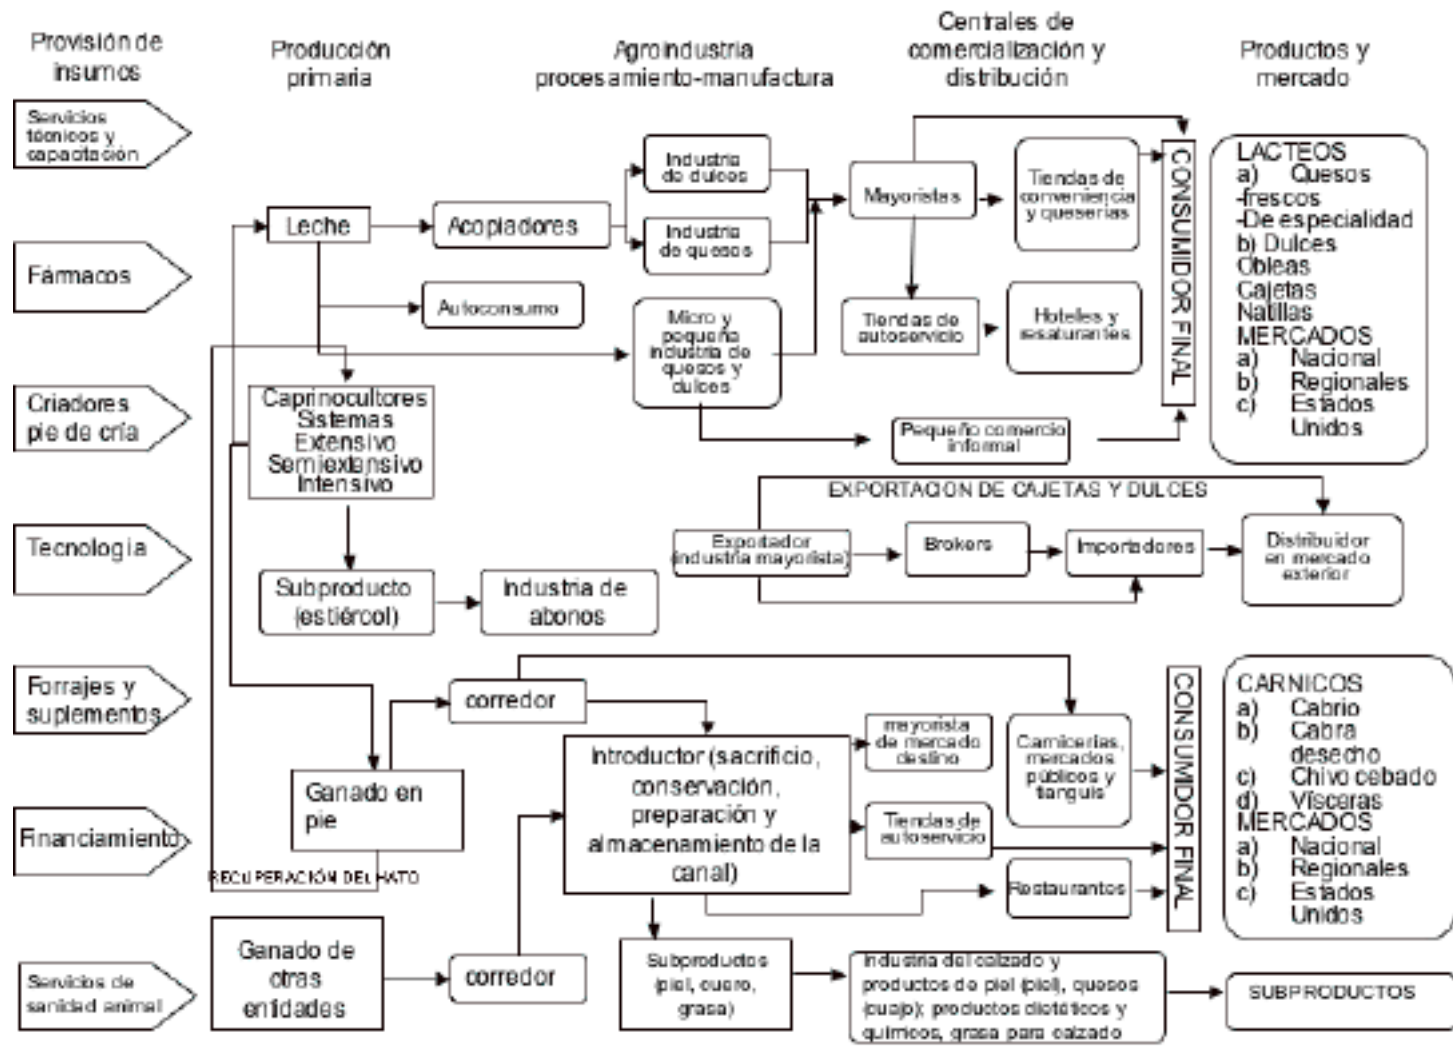 Provisión de
insumos
Producción
primaria
Agroindustria
procesamiento-manufactura
Centrales de
comercialización y
distribución
Productos y
mercado
Servicios
técnicos y
capacitación
Fármacos
Criadores
pie de cría
Tecnología
Forrajes y
suplementos
Financiamiento
Servicios de
sanidad animal
Leche
Acopiadores
Autoconsumo
Industria
de dulces
Industria
de quesos
Micro y
pequeña
industria de
quesos y
dulces
Mayoristas
Tiendas de
conveniencia
y queserías
Tiendas de
autoservicio
Hoteles y
resaturantes
Pequeño comercio
informal
CONSUMIDOR FINAL
LACTEOS
a) Quesos
-frescos
-De especialidad
b) Dulces
Obleas
Cajetas
Natillas
MERCADOS
a) Nacional
b) Regionales
c) Estados
Unidos
Caprinocultores
Sistemas
Extensivo
Semiextensivo
Intensivo
Subproducto
(estiércol)
Industria de
abonos
EXPORTACION DE CAJETAS Y DULCES
Exportador
(industria mayorista)
Brokers
Importadores
Distribuidor
en mercado
exterior
corredor
Ganado en
pie
RECUPERACIÓN DEL HATO
Ganado de
otras
entidades
corredor
Introductor (sacrificio,
conservación,
preparación y
almacenamiento de la
canal)
mayorista
de mercado
destino
Tiendas de
autoservicio
Carnicerías,
mercados
públicos y
tianguis
Restaurantes
CONSUMIDOR FINAL
CARNICOS
a) Cabrio
b) Cabra
desecho
c) Chivo cebado
d) Vísceras
MERCADOS
a) Nacional
b) Regionales
c) Estados
Unidos
Subproductos
(piel, cuero,
grasa)
Industria del calzado y
productos de piel (piel), quesos
(cuajo); productos dietéticos y
químicos, grasa para calzado
SUBPRODUCTOS